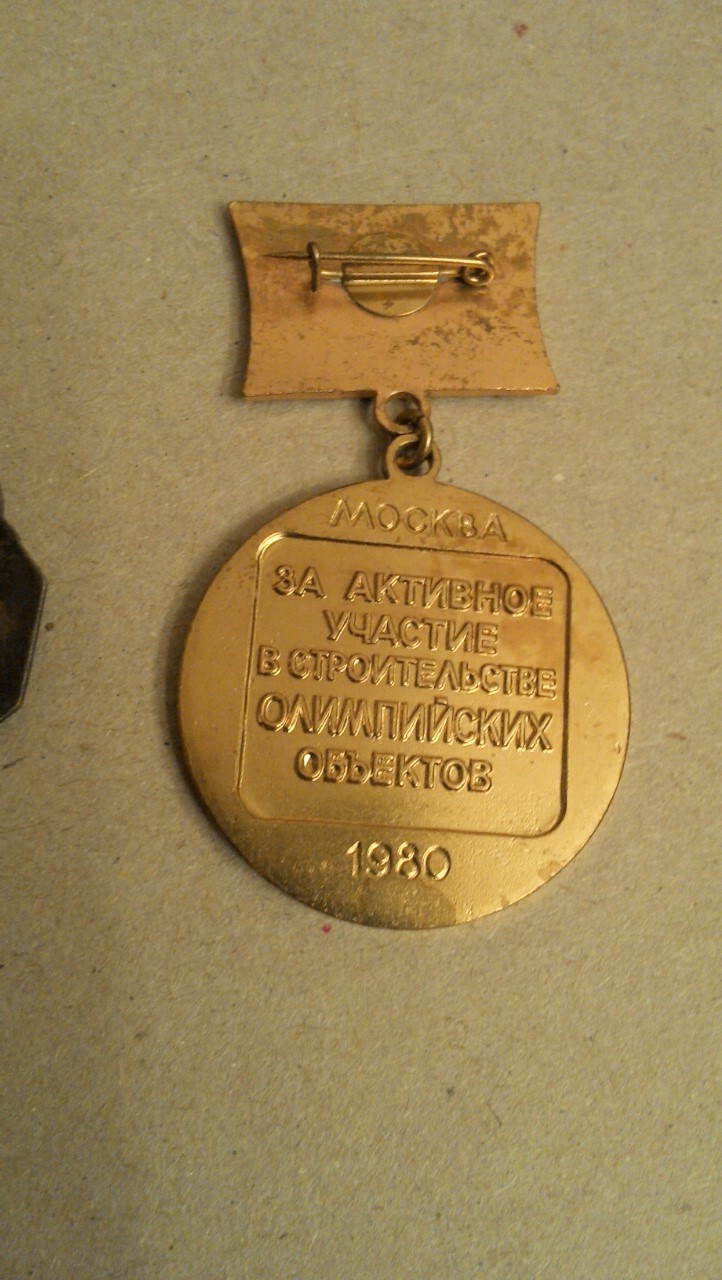 МОСКВА
ЗА АКТИВНОЕ
УЧАСТИЕ
В СТРОИТЕЛЬСТВЕ
ОЛИМПИЙСКИХ
ОБЪЕКТОВ
1980